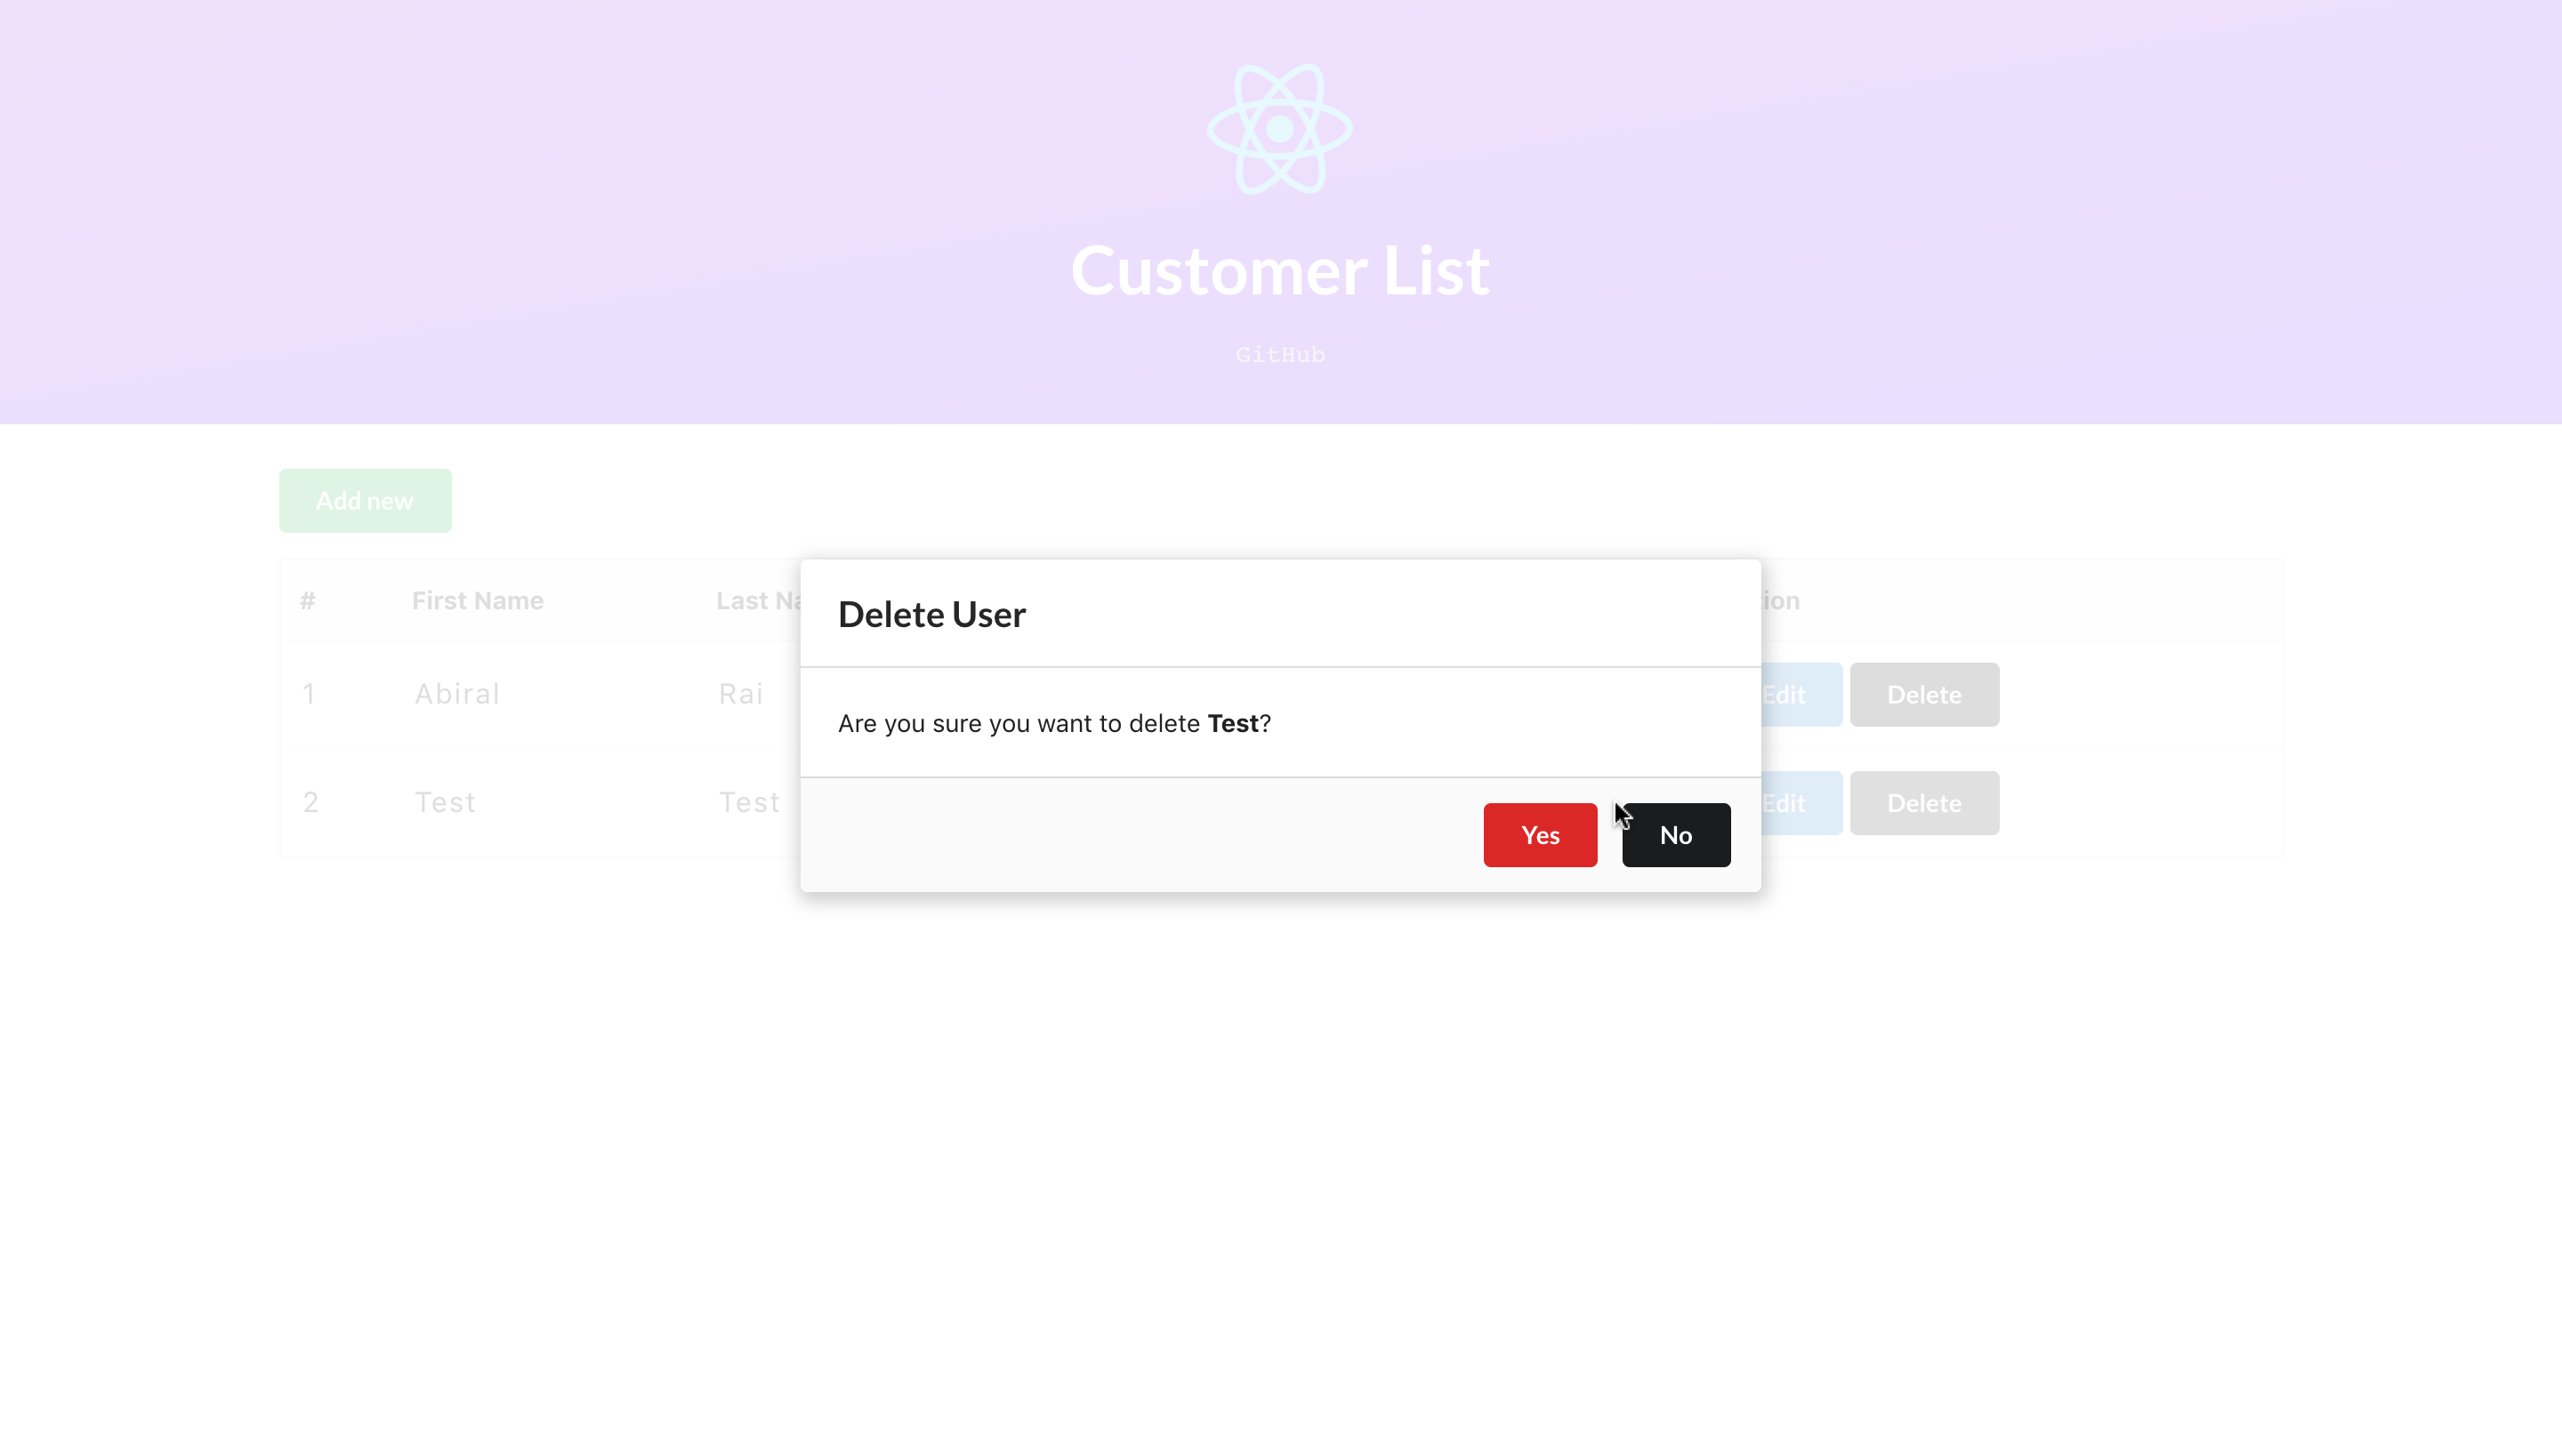 Customer List
GitHub
Add new
# First Name Last Na
1 Abiral Rai Edit Delete
2 Test Test Edit Delete
Delete User
Are you sure you want to delete Test?
Yes No